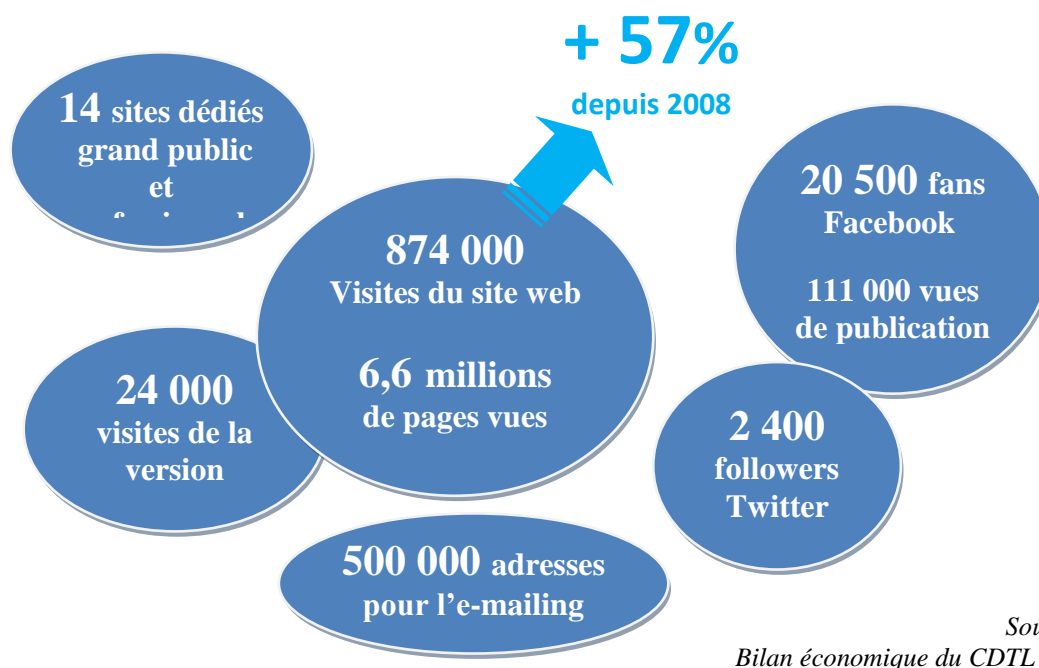 + 57%
depuis 2008
14 sites dédiés
grand public
et
874 000
Visites du site web
6,6 millions
de pages vues
20 500 fans
Facebook
111 000 vues
de publication
24 000
visites de la
version
2 400
followers
Twitter
500 000 adresses
pour l'e-mailing
Sou
Bilan économique du CDTL